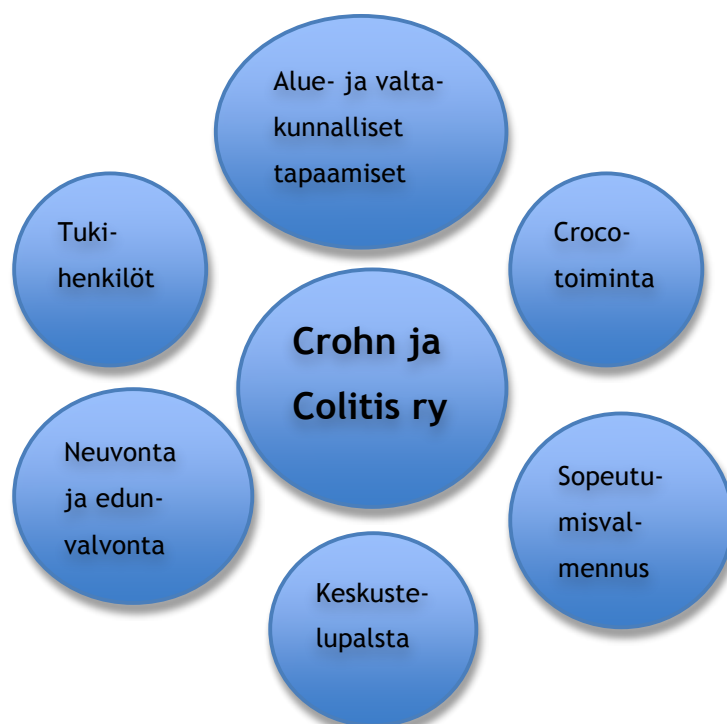 Alue- ja valta-
kunnalliset
tapaamiset
Tuki-
henkilöt
Croco-
toiminta
Crohn ja
Colitis ry
Neuvonta
ja edun-
valvonta
Sopeutu-
misval-
mennus
Keskuste-
lupalsta